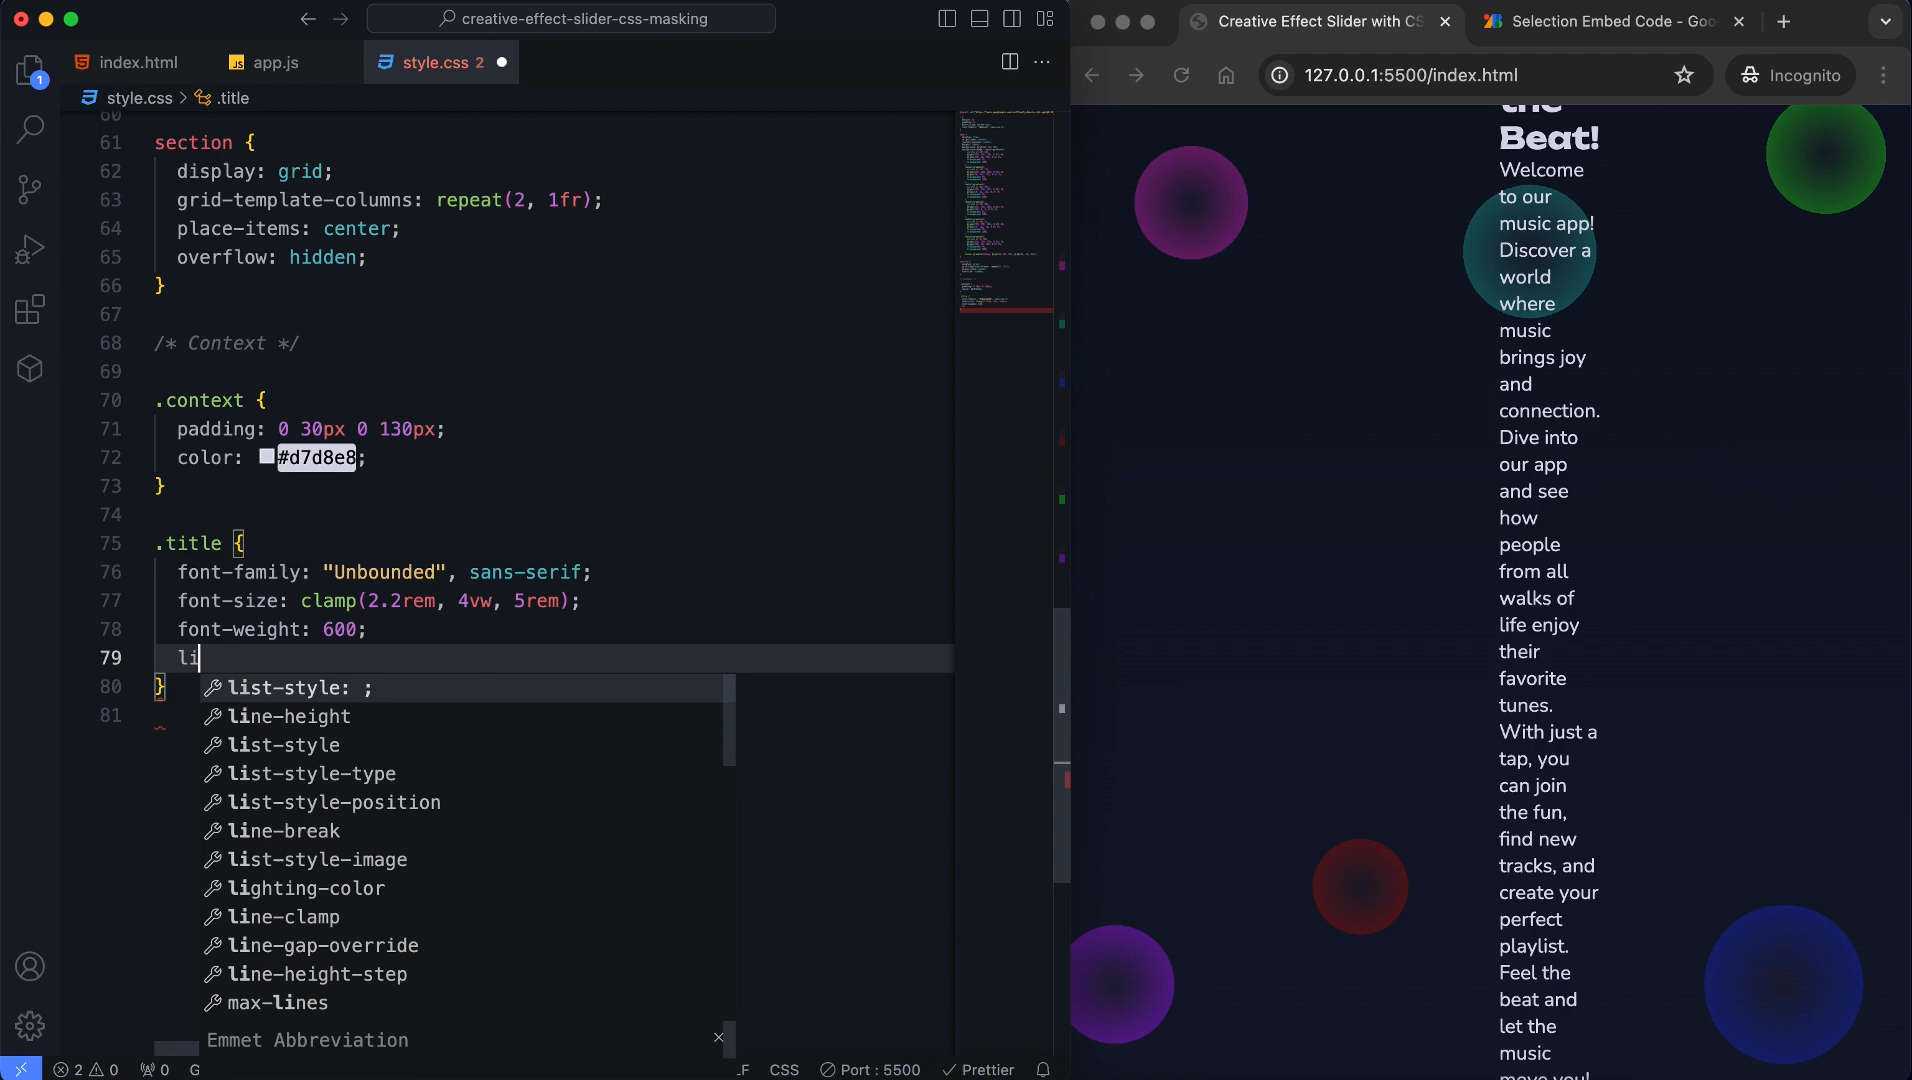 creative-effect-slider-css-masking
index.html
app.js
style.css 2
style.css > .title
60
61 section {
62 display: grid;
63 grid-template-columns: repeat(2, 1fr);
64 place-items: center;
65 overflow: hidden;
66 }
67
68 /* Context */
69
70 .context {
71 padding: 0 30px 0 130px;
72 color: #d7d8e8;
73 }
74
75 .title {
76 font-family: "Unbounded", sans-serif;
77 font-size: clamp(2.2rem, 4vw, 5rem);
78 font-weight: 600;
79 li
80 }
81
list-style: ;
line-height
list-style
list-style-type
list-style-position
line-break
list-style-image
lighting-color
line-clamp
line-gap-override
line-height-step
max-lines
Emmet Abbreviation
1
2 0
0
G
LF
CSS
Port : 5500
Prettier
Creative Effect Slider with CS
Selection Embed Code - Goo
127.0.0.1:5500/index.html
Incognito
the
Beat!
Welcome
to our
music app!
Discover a
world
where
music
brings joy
and
connection.
Dive into
our app
and see
how
people
from all
walks of
life enjoy
their
favorite
tunes.
With just a
tap, you
can join
the fun,
find new
tracks, and
create your
perfect
playlist.
Feel the
beat and
let the
music
move you!